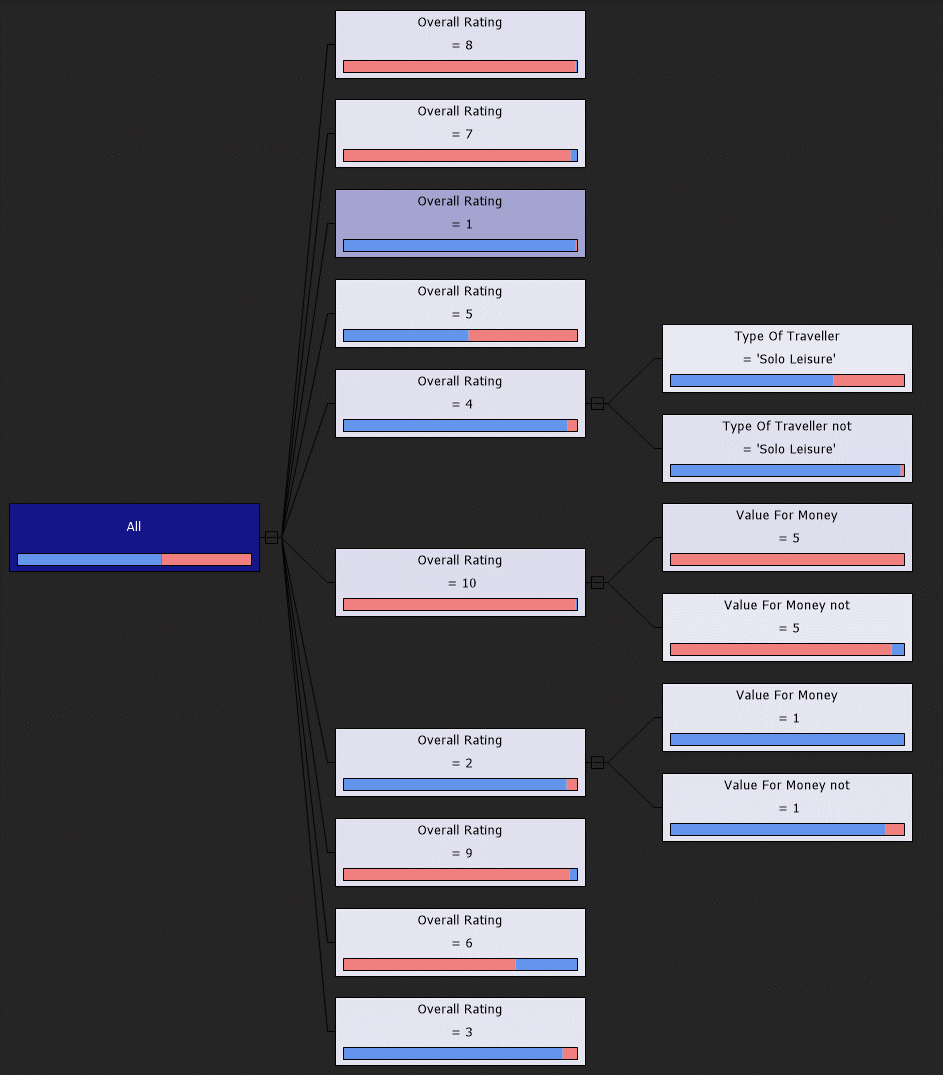 Overall Rating
= 8
Overall Rating
= 7
Overall Rating
= 1
Overall Rating
= 5
Overall Rating
= 4
Type Of Traveller
= 'Solo Leisure'
Type Of Traveller not
= 'Solo Leisure'
All
Overall Rating
= 10
Value For Money
= 5
Value For Money not
= 5
Overall Rating
= 2
Value For Money
= 1
Value For Money not
= 1
Overall Rating
= 9
Overall Rating
= 6
Overall Rating
= 3